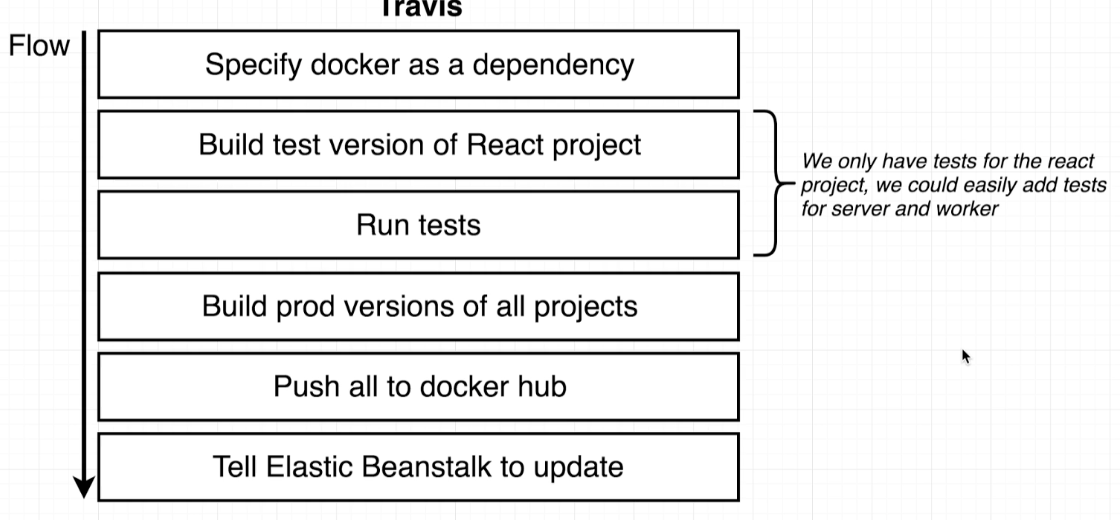 Travis
Flow
Specify docker as a dependency
Build test version of React project
We only have tests for the react
project, we could easily add tests
for server and worker
Run tests
Build prod versions of all projects
Push all to docker hub
Tell Elastic Beanstalk to update